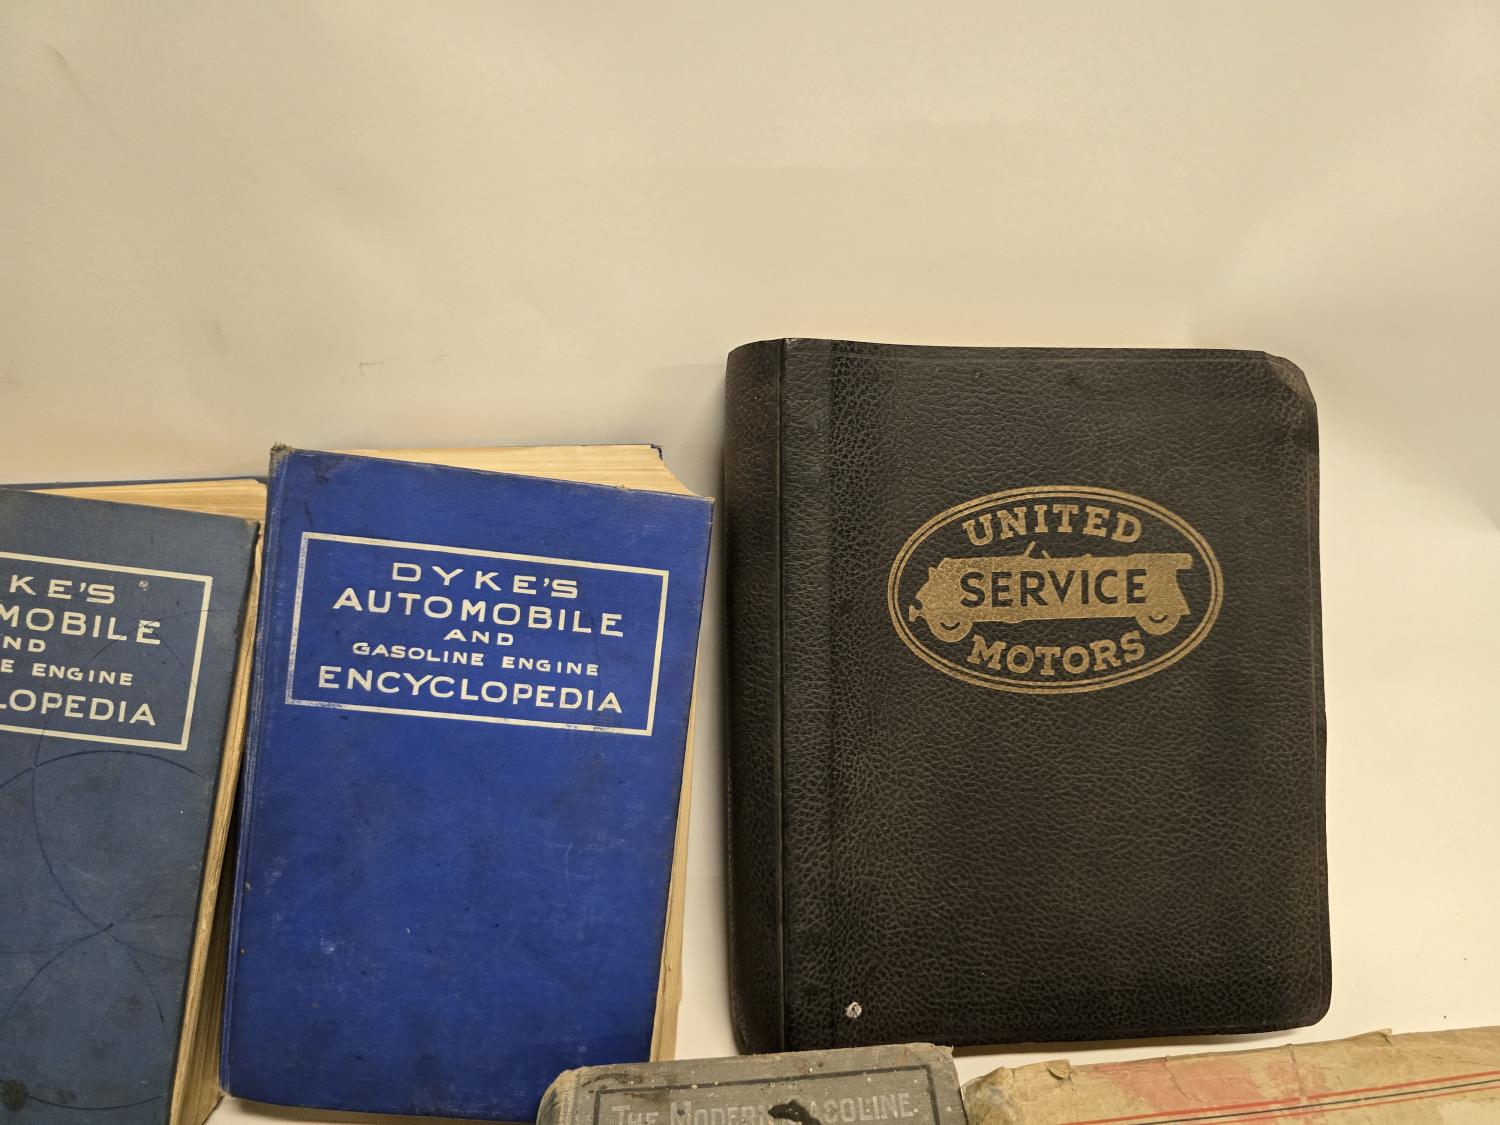 KE'S
MOBILE
ND
E ENGINE
LOPEDIA
DYKE'S
AUTOMOBILE
AND
GASOLINE ENGINE
ENCYCLOPEDIA
UNITED
SERVICE
MOTORS
THE MODERN GASOLINE